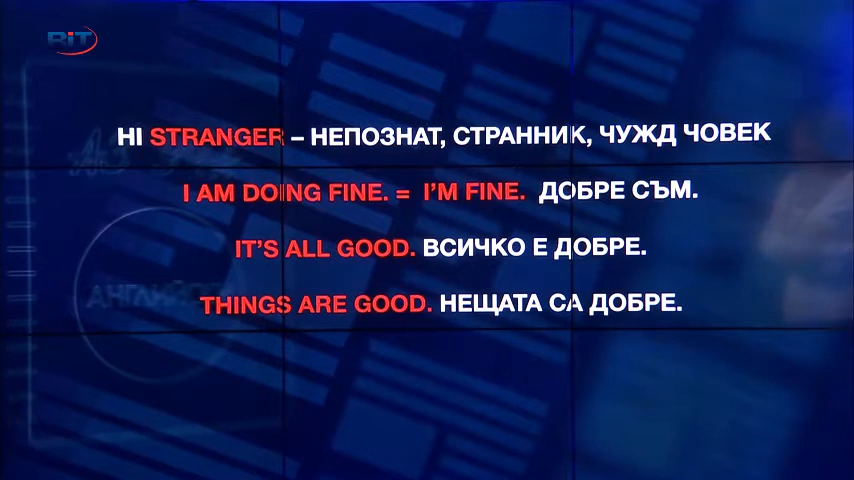 BiT
HI STRANGER – НЕПОЗНАТ, СТРАННИК, ЧУЖД ЧОВЕК
I AM DOING FINE. = I'M FINE. ДОБРЕ СЪМ.
IT'S ALL GOOD. ВСИЧКО Е ДОБРЕ.
THINGS ARE GOOD. НЕЩАТА СА ДОБРЕ.